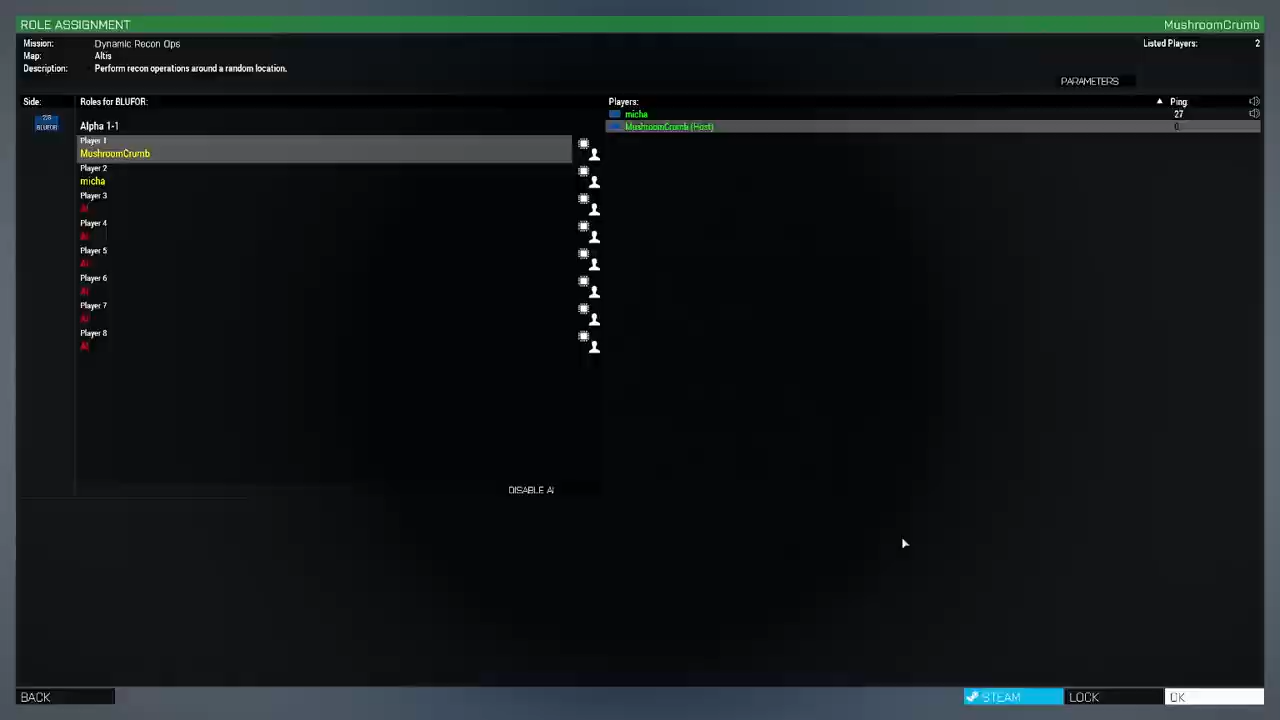 ROLE ASSIGNMENT MushroomCrumb
Mission: Dynamic Recon Ops Listed Players: 2
Map: Altis
Description: Perform recon operations around a random location.
PARAMETERS
Side: Roles for BLUFOR: Players: Ping:
micha 27
BLUFOR Alpha 1-1 MushroomCrumb (Host) 0
Player 1
MushroomCrumb
Player 2
micha
Player 3
AI
Player 4
AI
Player 5
AI
Player 6
AI
Player 7
AI
Player 8
AI
DISABLE AI
BACK STEAM LOCK OK